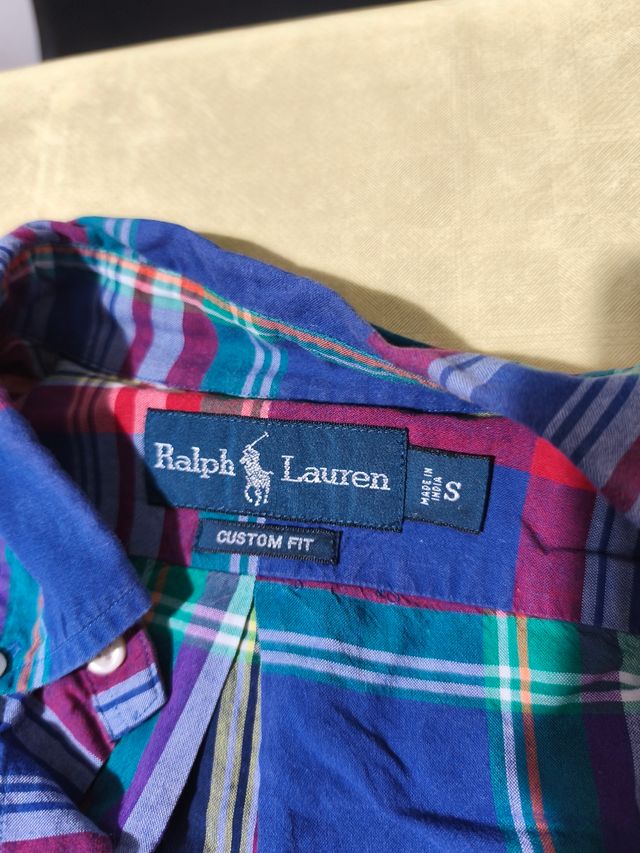 Ralph Lauren
MADE IN
INDIA
S
CUSTOM FIT